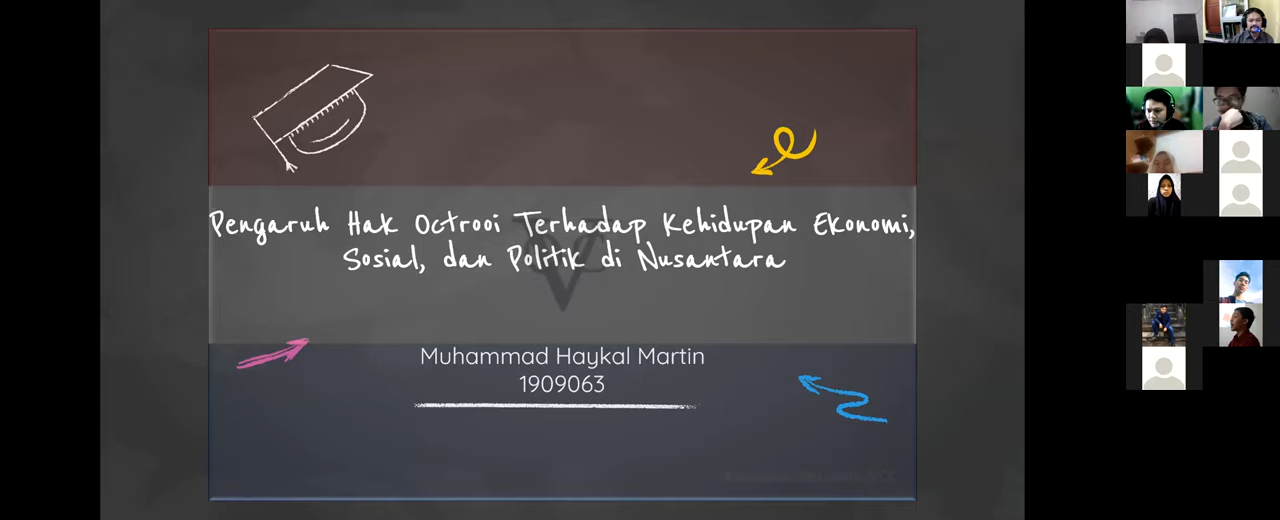 Pengaruh Hak Octrooi Terhadap Kehidupan Ekonomi,
Sosial, dan Politik di Nusantara
Muhammad Haykal Martin
1909063